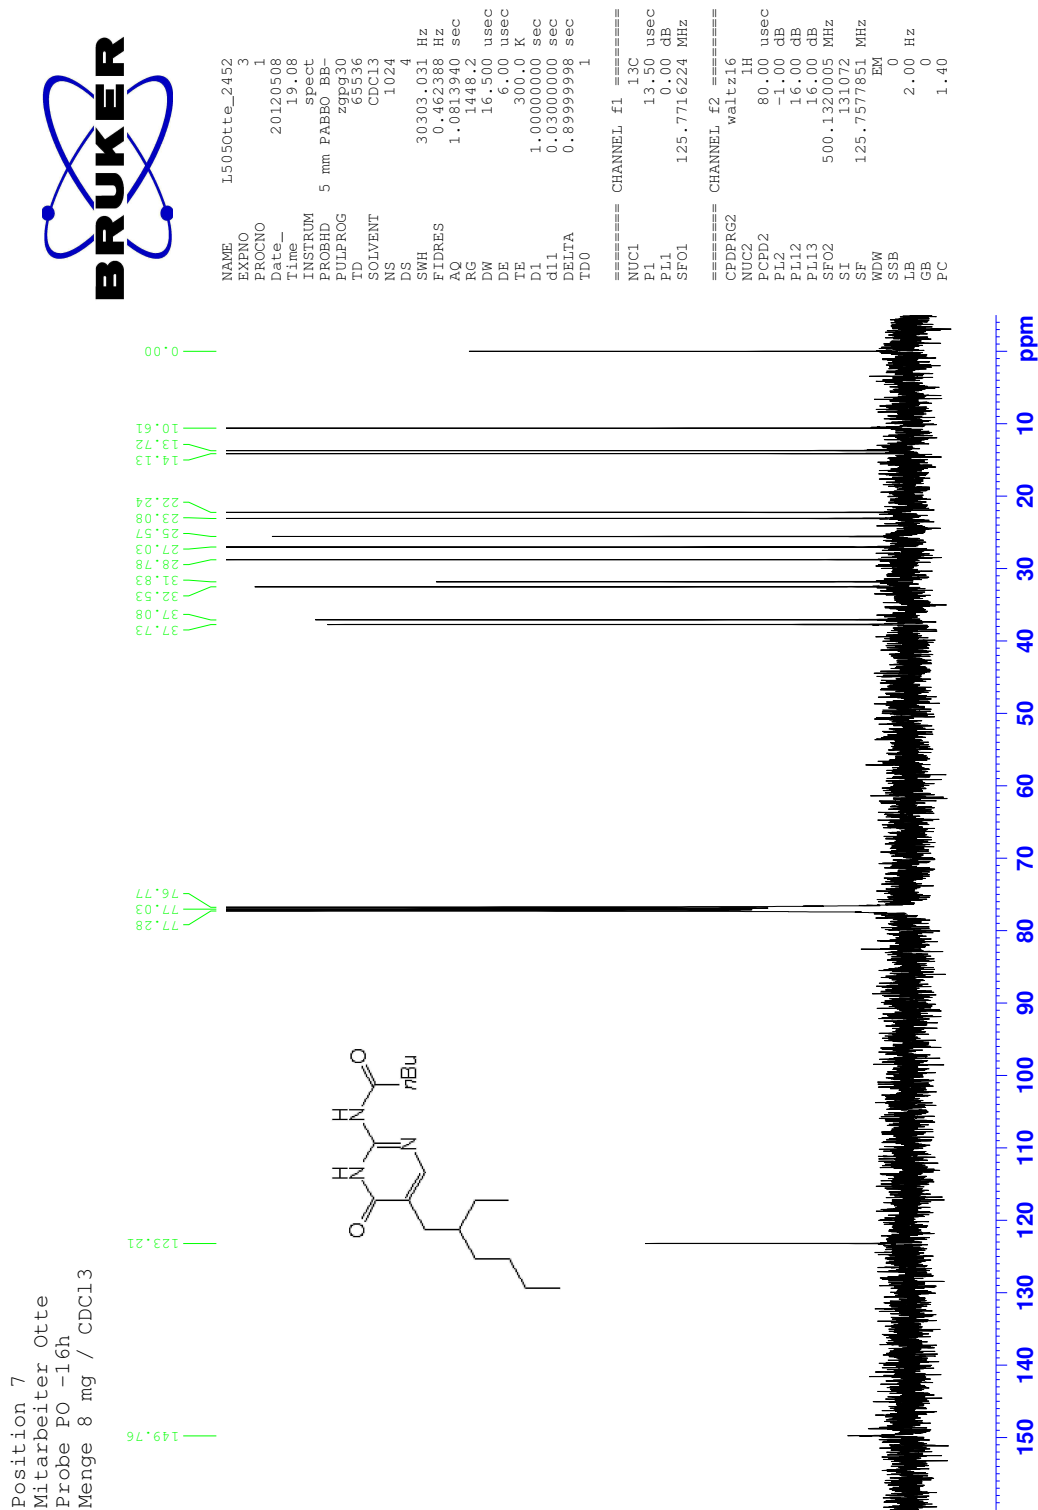 Position 7
Mitarbeiter Otte
Probe PO -16h
Menge 8 mg / CDCl3
BRUKER
NAME L505Otte_2452
EXPNO 3
PROCNO 1
Date_ 20120508
Time 19.08
INSTRUM spect
PROBHD 5 mm PABBO BB-
PULPROG zgpg30
TD 65536
SOLVENT CDCl3
NS 1024
DS 4
SWH 30303.031 Hz
FIDRES 0.462388 Hz
AQ 1.0813940 sec
RG 1448.2
DW 16.500 usec
DE 6.00 usec
TE 300.0 K
D1 1.00000000 sec
d11 0.03000000 sec
DELTA 0.89999998 sec
TD0 1
======== CHANNEL f1 ========
NUC1 13C
P1 13.50 usec
PL1 0.00 dB
SFO1 125.7716224 MHz
======== CHANNEL f2 ========
CPDPRG2 waltz16
NUC2 1H
PCPD2 80.00 usec
PL2 -1.00 dB
PL12 16.00 dB
PL13 16.00 dB
SFO2 500.1320005 MHz
SI 131072
SF 125.7577851 MHz
WDW EM
SSB 0
LB 2.00 Hz
GB 0
PC 1.40
149.76
123.21
77.28
77.03
76.77
37.73
37.08
32.53
31.83
28.78
27.03
25.57
23.08
22.24
14.13
13.72
10.61
0.00
O
H
N
H
N
N
O
nBu
150 140 130 120 110 100 90 80 70 60 50 40 30 20 10 ppm